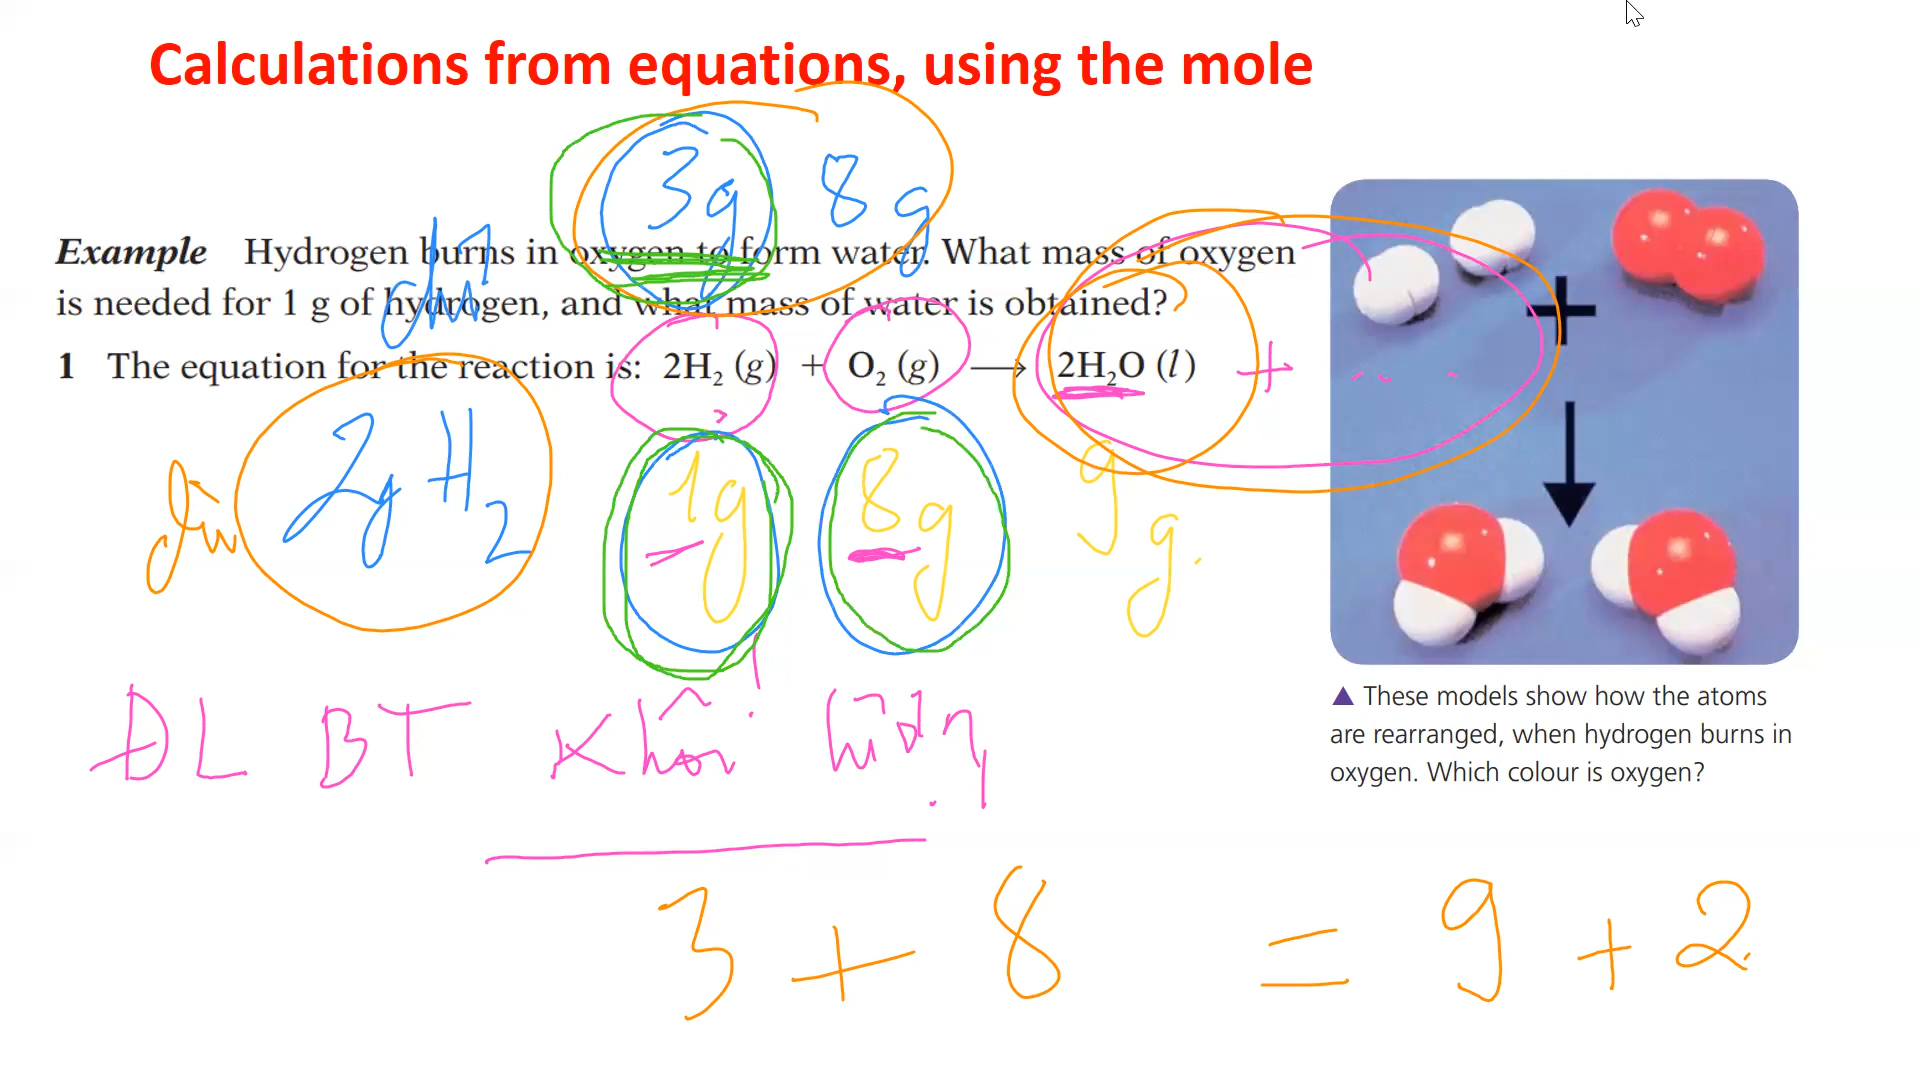 Calculations from equations, using the mole
3g 8g
Example Hydrogen burns in oxygen to form water. What mass of oxygen
is needed for 1 g of hydrogen, and what mass of water is obtained?
chỉ
1 The equation for the reaction is: 2H₂ (g) + O₂ (g) ⟶ 2H₂O (l) + ...
dư 2g H₂ 1g 8g 9g.
ĐL BT Khối lượng
3 + 8 = 9 + 2
▲ These models show how the atoms
are rearranged, when hydrogen burns in
oxygen. Which colour is oxygen?